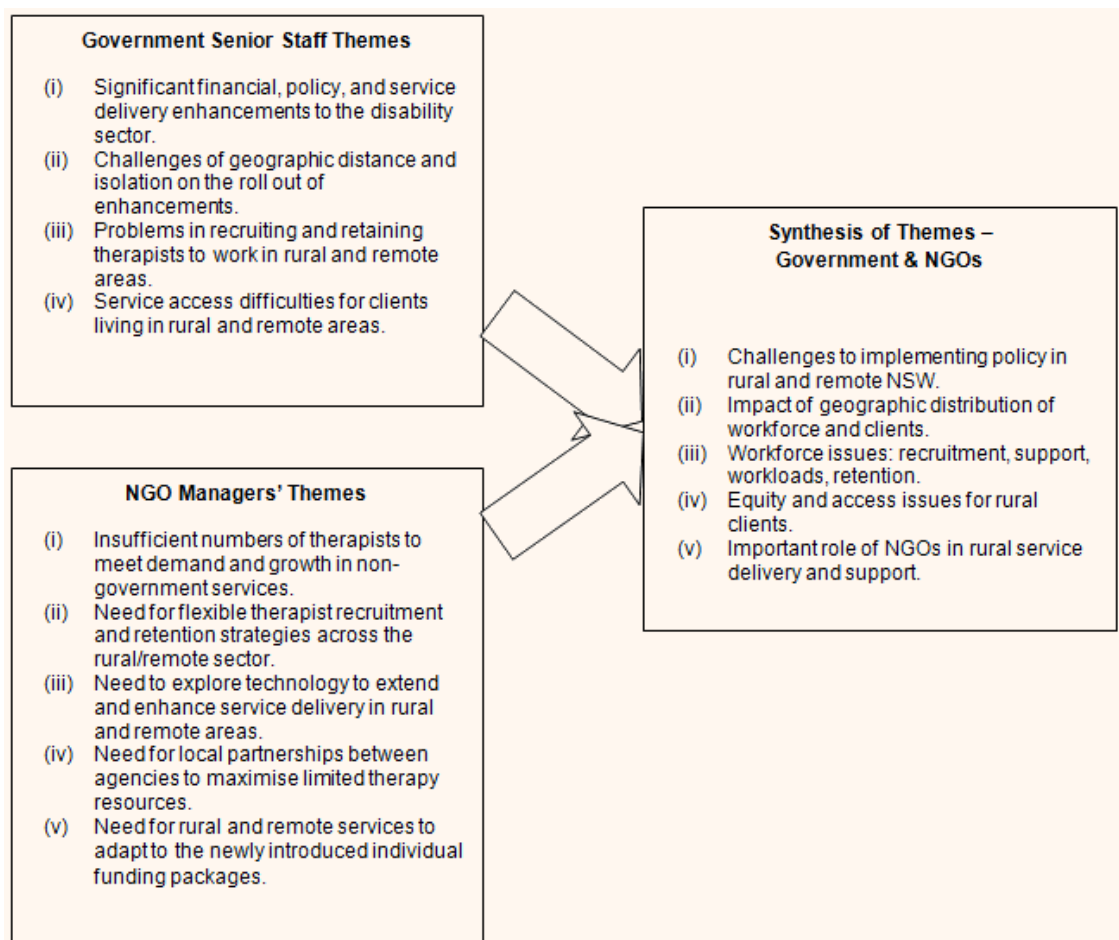 Government Senior Staff Themes
(i) Significant financial, policy, and service
delivery enhancements to the disability
sector.
(ii) Challenges of geographic distance and
isolation on the roll out of
enhancements.
(iii) Problems in recruiting and retaining
therapists to work in rural and remote
areas.
(iv) Service access difficulties for clients
living in rural and remote areas.
NGO Managers’ Themes
(i) Insufficient numbers of therapists to
meet demand and growth in non-
government services.
(ii) Need for flexible therapist recruitment
and retention strategies across the
rural/remote sector.
(iii) Need to explore technology to extend
and enhance service delivery in rural
and remote areas.
(iv) Need for local partnerships between
agencies to maximise limited therapy
resources.
(v) Need for rural and remote services to
adapt to the newly introduced individual
funding packages.
Synthesis of Themes –
Government & NGOs
(i) Challenges to implementing policy in
rural and remote NSW.
(ii) Impact of geographic distribution of
workforce and clients.
(iii) Workforce issues: recruitment, support,
workloads, retention.
(iv) Equity and access issues for rural
clients.
(v) Important role of NGOs in rural service
delivery and support.